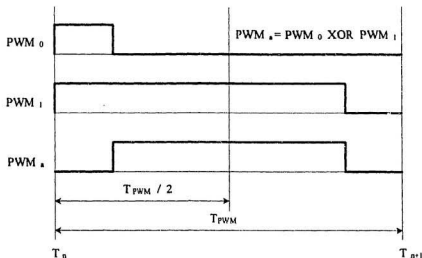 PWM 0
PWM a = PWM 0 XOR PWM 1
PWM 1
PWM a
T PWM / 2
T PWM
T n
T n+1